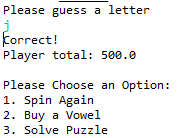 Please guess a letter
j
Correct!
Player total: 500.0
Please Choose an Option:
1. Spin Again
2. Buy a Vowel
3. Solve Puzzle